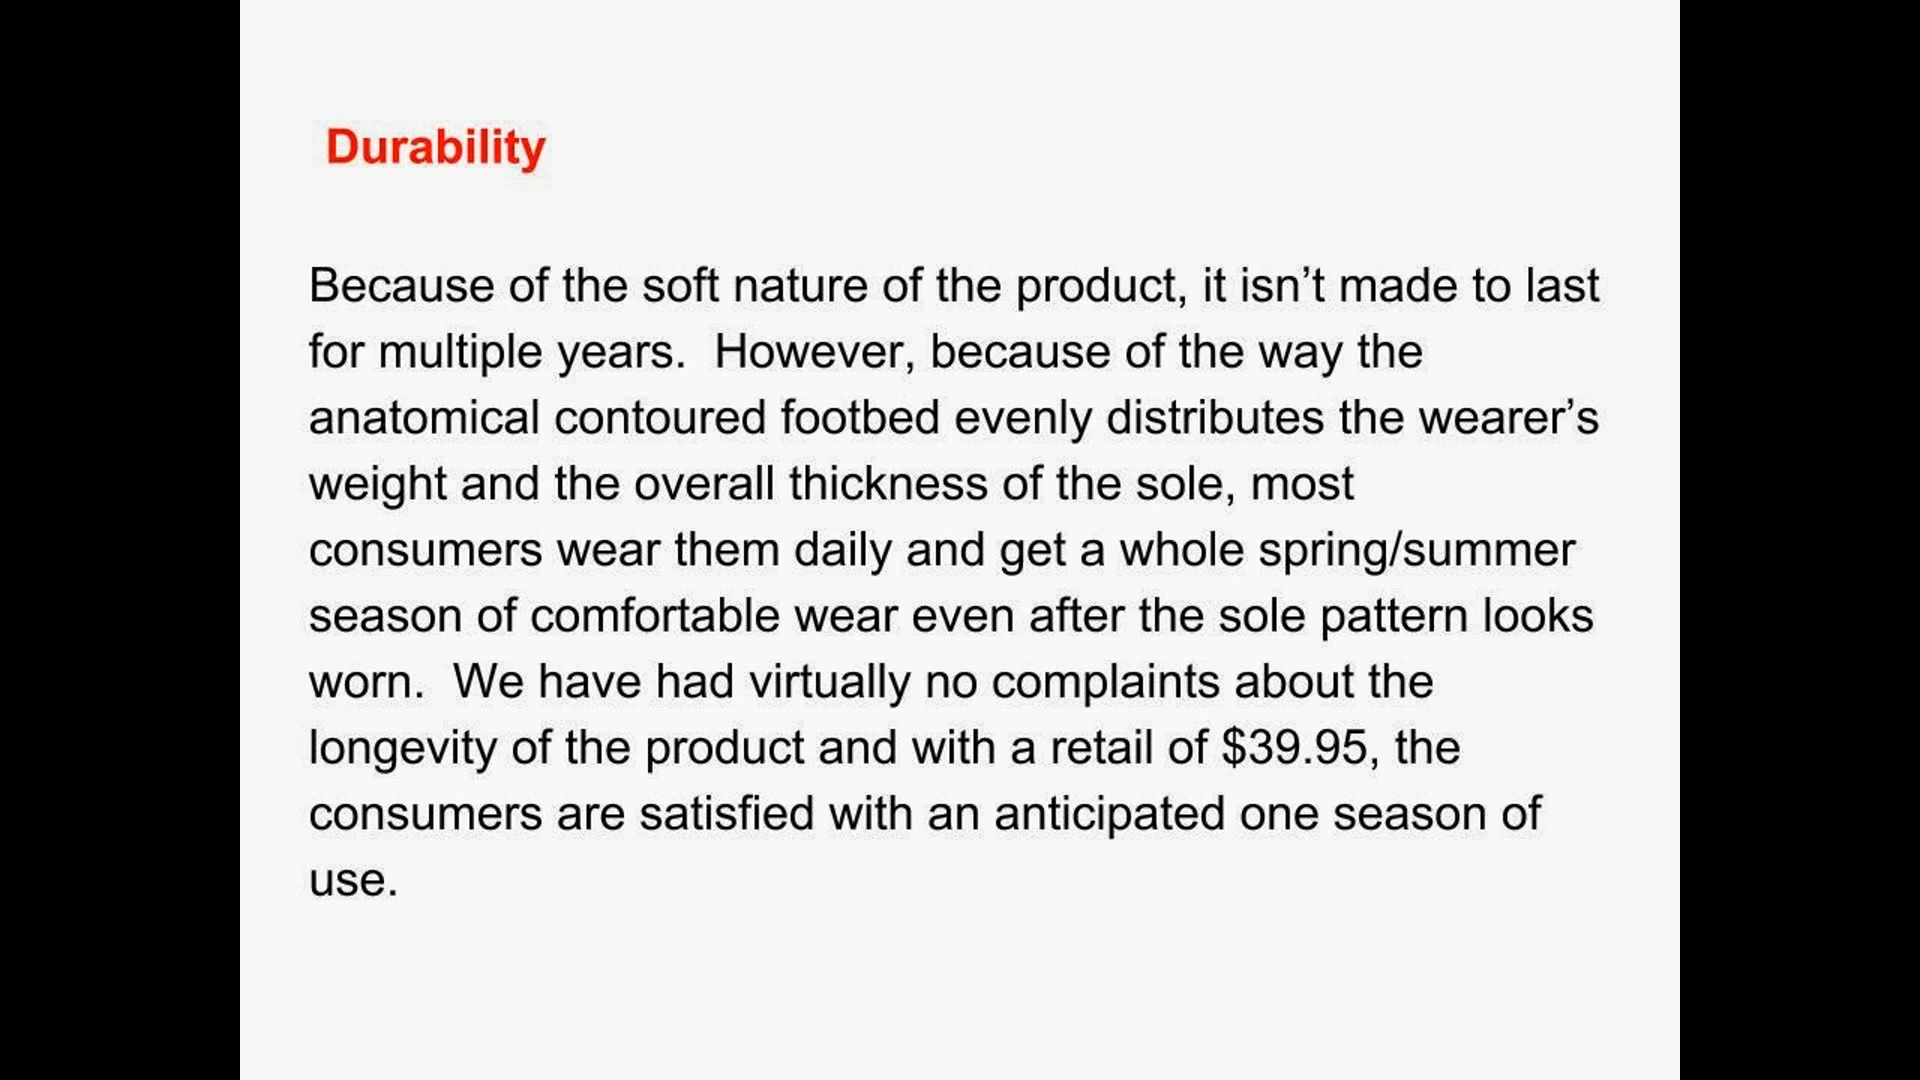 Durability
Because of the soft nature of the product, it isn’t made to last
for multiple years.  However, because of the way the
anatomical contoured footbed evenly distributes the wearer’s
weight and the overall thickness of the sole, most
consumers wear them daily and get a whole spring/summer
season of comfortable wear even after the sole pattern looks
worn.  We have had virtually no complaints about the
longevity of the product and with a retail of $39.95, the
consumers are satisfied with an anticipated one season of
use.